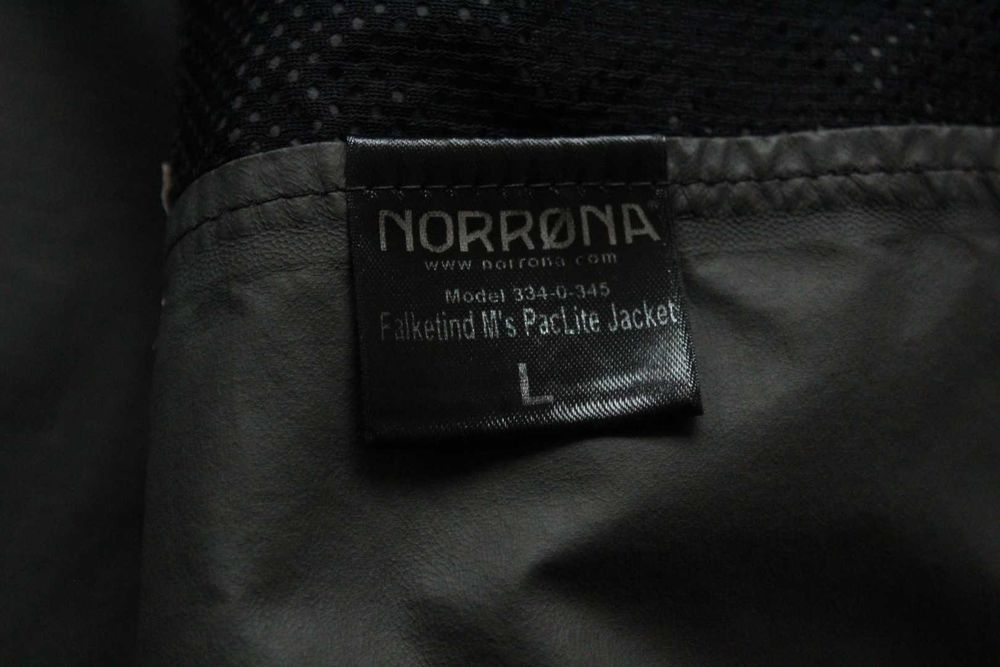 NORRØNA
www.norrona.com
Model 334-0-345
Falketind M's PacLite Jacket
L